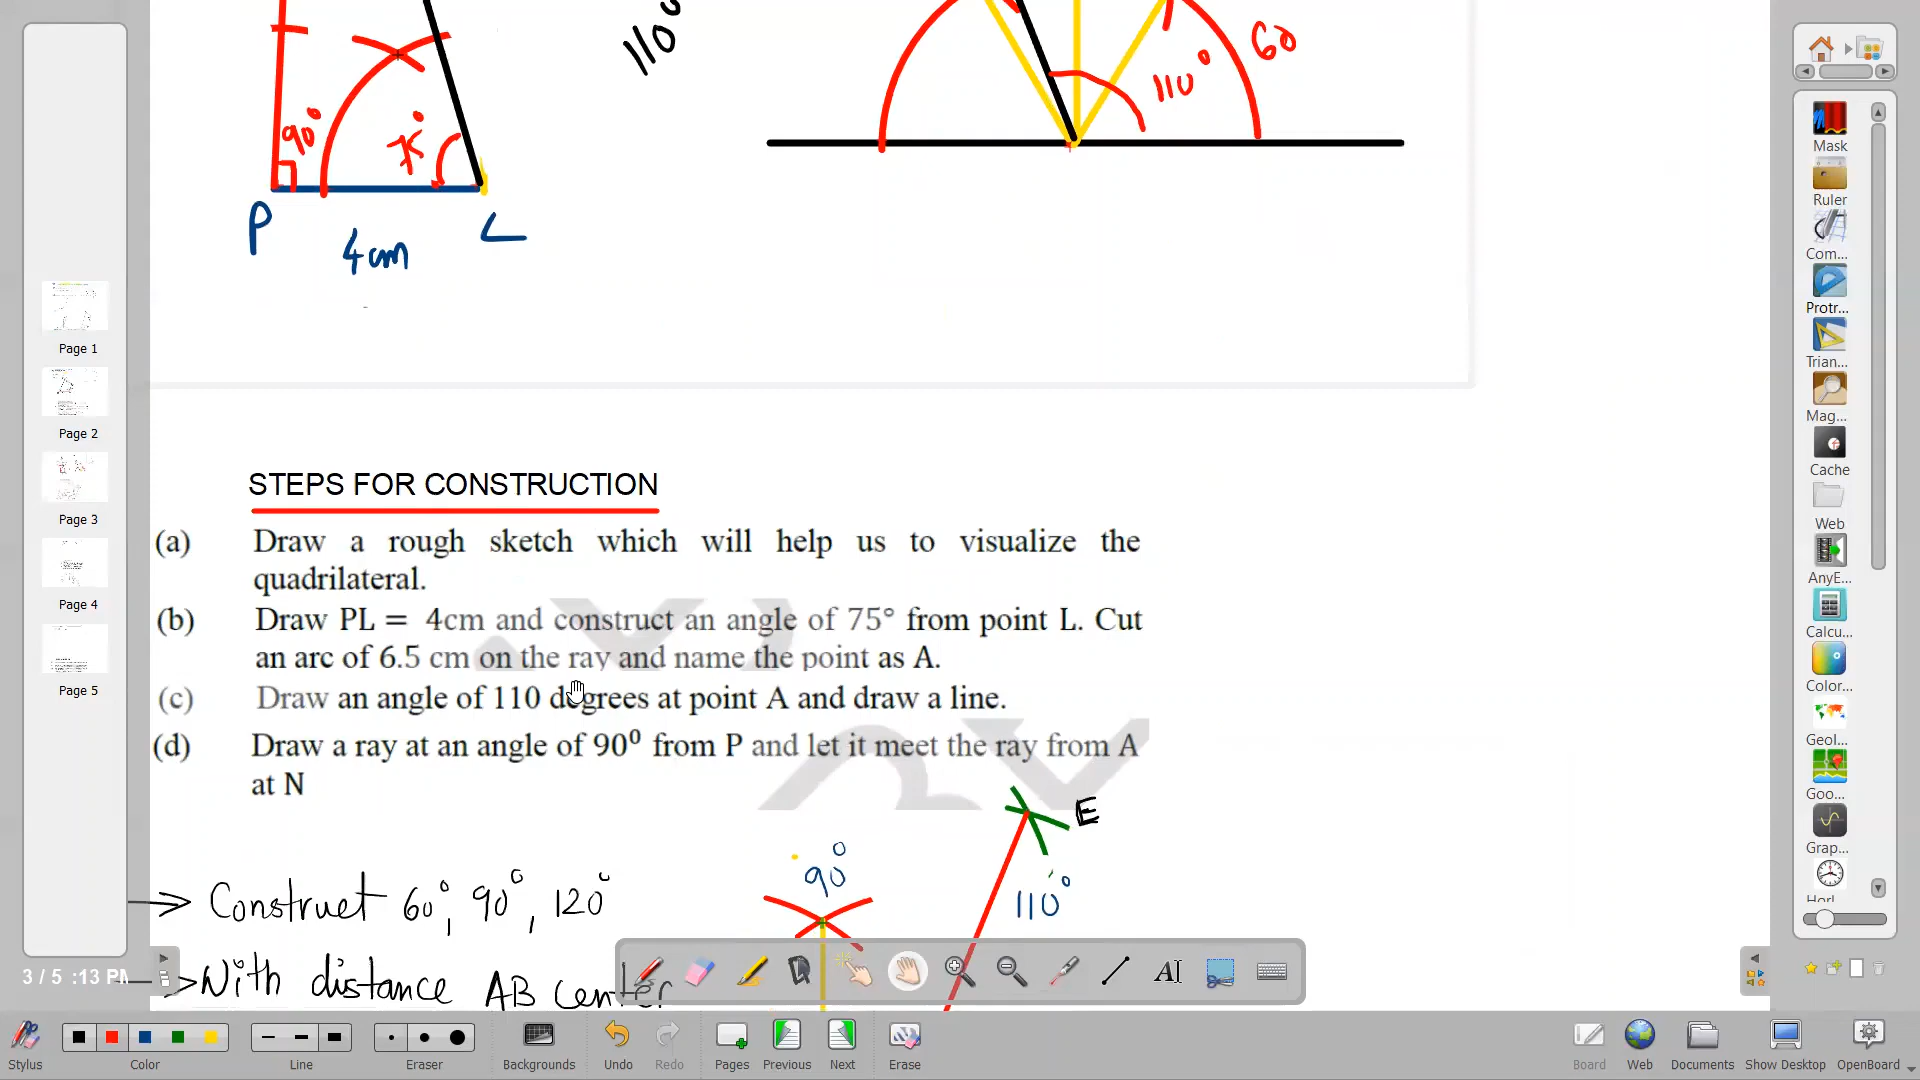 110°
60
110°
90°
75°
P
L
4cm
STEPS FOR CONSTRUCTION
(a) Draw a rough sketch which will help us to visualize the
quadrilateral.
(b) Draw PL = 4cm and construct an angle of 75° from point L. Cut
an arc of 6.5 cm on the ray and name the point as A.
(c) Draw an angle of 110 degrees at point A and draw a line.
(d) Draw a ray at an angle of 90⁰ from P and let it meet the ray from A
at N
E
90°
110°
Construct 60°, 90°, 120°
With distance AB center
Page 1
Page 2
Page 3
Page 4
Page 5
3 / 5
Mask
Ruler
Com...
Protr...
Trian...
Mag...
Cache
Web
AnyE...
Calcu...
Color...
Geol...
Goo...
Grap...
Stylus
Color
Line
Eraser
Backgrounds
Undo
Redo
Pages
Previous
Next
Erase
Board
Web
Documents
Show Desktop
OpenBoard